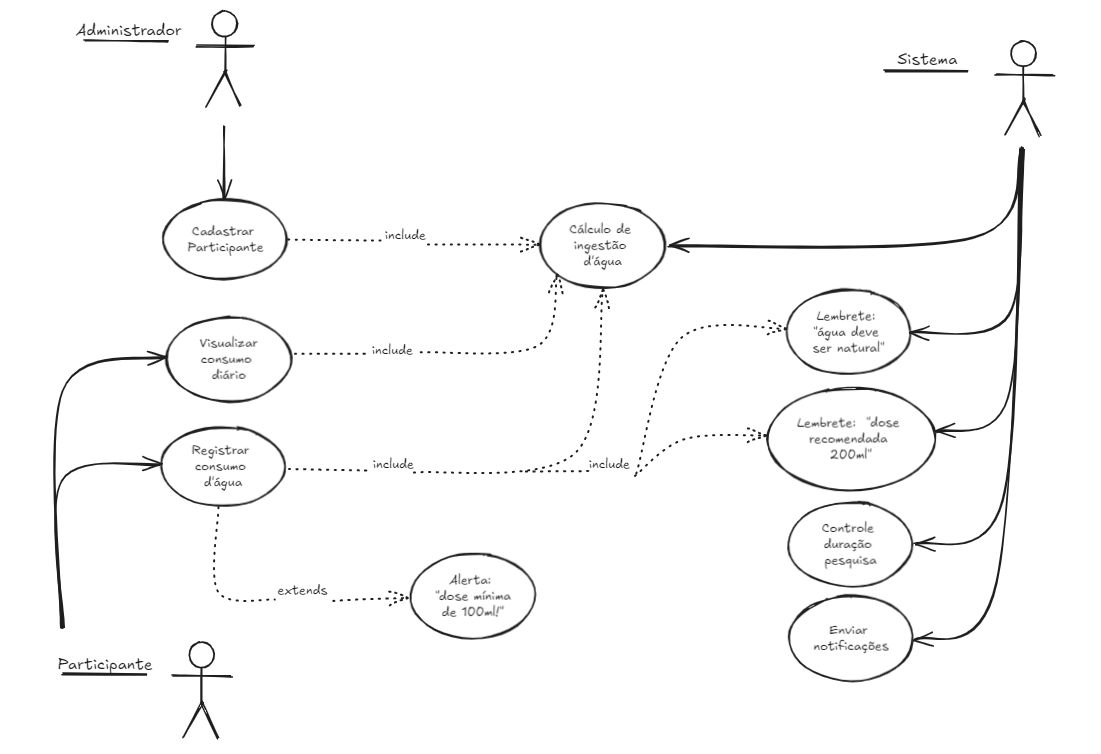 Administrador
Sistema
Cadastrar
Participante
include
Cálculo de
ingestão
d'água
Visualizar
consumo
diário
include
Lembrete:
"água deve
ser natural"
Registrar
consumo
d'água
include
include
Lembrete: "dose
recomendada
200ml"
Controle
duração
pesquisa
extends
Alerta:
"dose mínima
de 100ml!"
Enviar
notificações
Participante